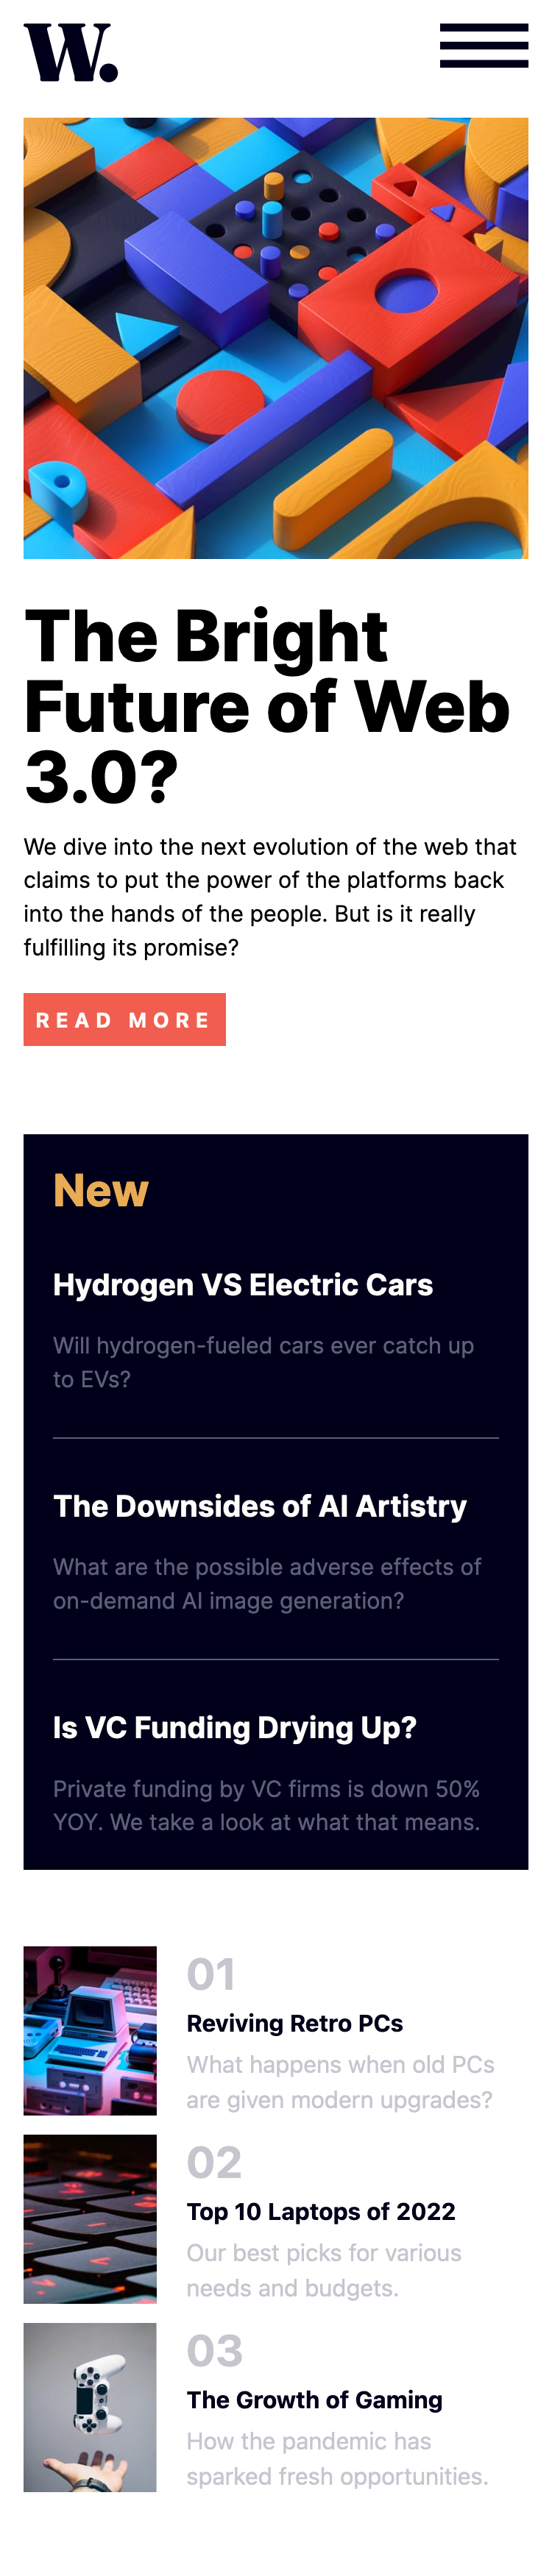 W.
The Bright
Future of Web
3.0?
We dive into the next evolution of the web that
claims to put the power of the platforms back
into the hands of the people. But is it really
fulfilling its promise?
READ MORE
New
Hydrogen VS Electric Cars
Will hydrogen-fueled cars ever catch up
to EVs?
The Downsides of AI Artistry
What are the possible adverse effects of
on-demand AI image generation?
Is VC Funding Drying Up?
Private funding by VC firms is down 50%
YOY. We take a look at what that means.
01
Reviving Retro PCs
What happens when old PCs
are given modern upgrades?
02
Top 10 Laptops of 2022
Our best picks for various
needs and budgets.
03
The Growth of Gaming
How the pandemic has
sparked fresh opportunities.